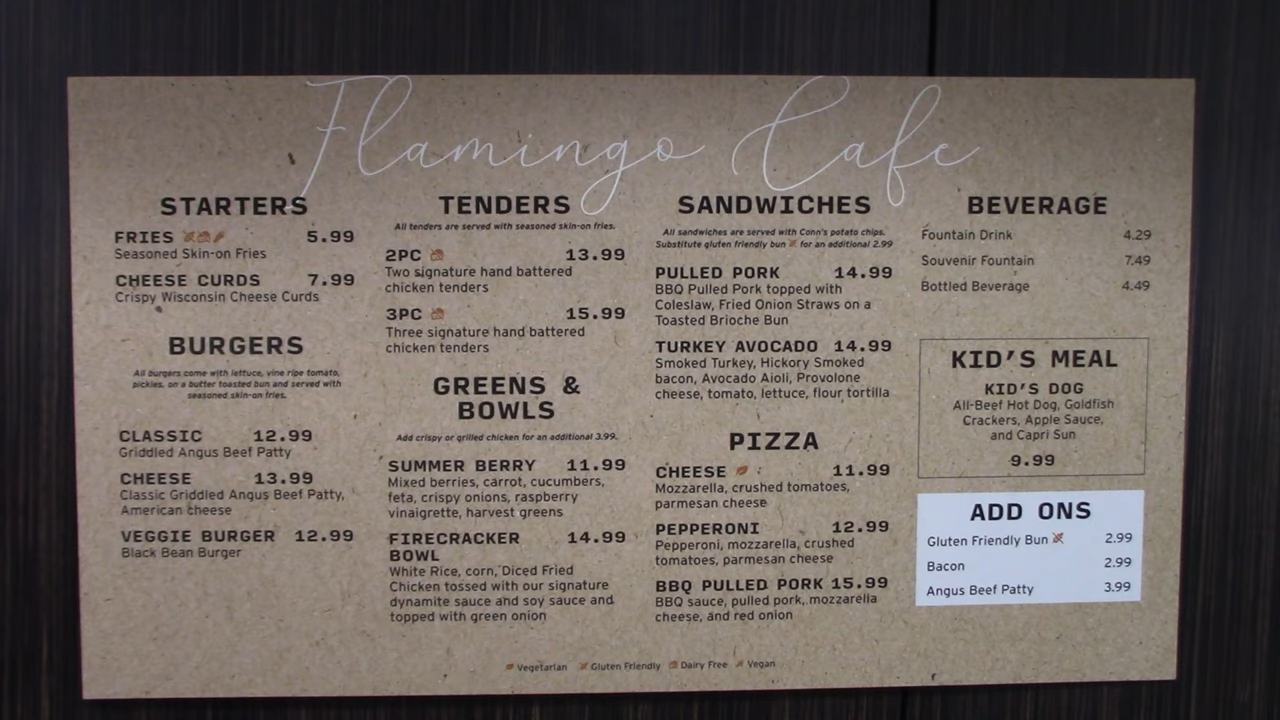 Flamingo Cafe
STARTERS
FRIES 5.99
Seasoned Skin-on Fries
CHEESE CURDS 7.99
Crispy Wisconsin Cheese Curds
BURGERS
All burgers come with lettuce, vine ripe tomato,
pickles, on a butter toasted bun and served with
seasoned skin-on fries.
CLASSIC 12.99
Griddled Angus Beef Patty
CHEESE 13.99
Classic Griddled Angus Beef Patty,
American cheese
VEGGIE BURGER 12.99
Black Bean Burger
TENDERS
All tenders are served with seasoned skin-on fries.
2PC 13.99
Two signature hand battered
chicken tenders
3PC 15.99
Three signature hand battered
chicken tenders
GREENS &
BOWLS
Add crispy or grilled chicken for an additional 3.99.
SUMMER BERRY 11.99
Mixed berries, carrot, cucumbers,
feta, crispy onions, raspberry
vinaigrette, harvest greens
FIRECRACKER 14.99
BOWL
White Rice, corn, Diced Fried
Chicken tossed with our signature
dynamite sauce and soy sauce and
topped with green onion
SANDWICHES
All sandwiches are served with Conn's potato chips.
Substitute gluten friendly bun for an additional 2.99
PULLED PORK 14.99
BBQ Pulled Pork topped with
Coleslaw, Fried Onion Straws on a
Toasted Brioche Bun
TURKEY AVOCADO 14.99
Smoked Turkey, Hickory Smoked
bacon, Avocado Aioli, Provolone
cheese, tomato, lettuce, flour tortilla
PIZZA
CHEESE 11.99
Mozzarella, crushed tomatoes,
parmesan cheese
PEPPERONI 12.99
Pepperoni, mozzarella, crushed
tomatoes, parmesan cheese
BBQ PULLED PORK 15.99
BBQ sauce, pulled pork, mozzarella
cheese, and red onion
BEVERAGE
Fountain Drink 4.29
Souvenir Fountain 7.49
Bottled Beverage 4.49
KID'S MEAL
KID'S DOG
All-Beef Hot Dog, Goldfish
Crackers, Apple Sauce,
and Capri Sun
9.99
ADD ONS
Gluten Friendly Bun 2.99
Bacon 2.99
Angus Beef Patty 3.99
Vegetarian Gluten Friendly Dairy Free Vegan